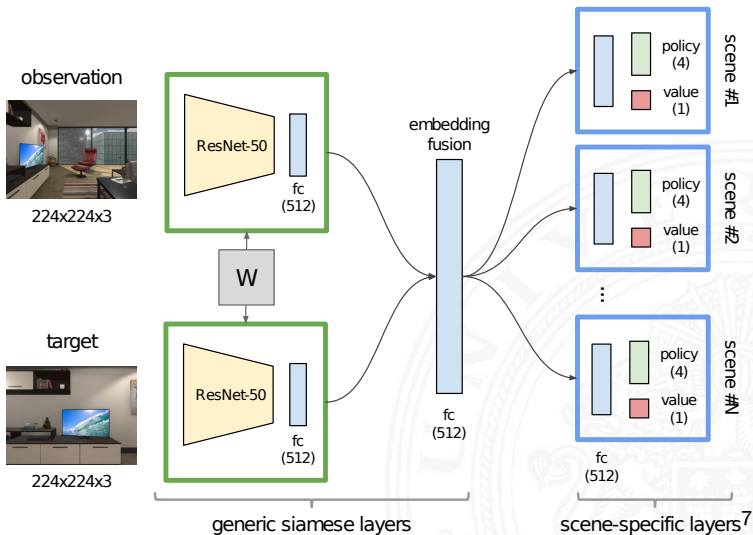 observation
224x224x3
target
224x224x3
ResNet-50
fc
(512)
W
ResNet-50
fc
(512)
embedding
fusion
fc
(512)
policy
(4)
value
(1)
scene #1
policy
(4)
value
(1)
scene #2
...
policy
(4)
value
(1)
scene #N
fc
(512)
generic siamese layers
scene-specific layers7